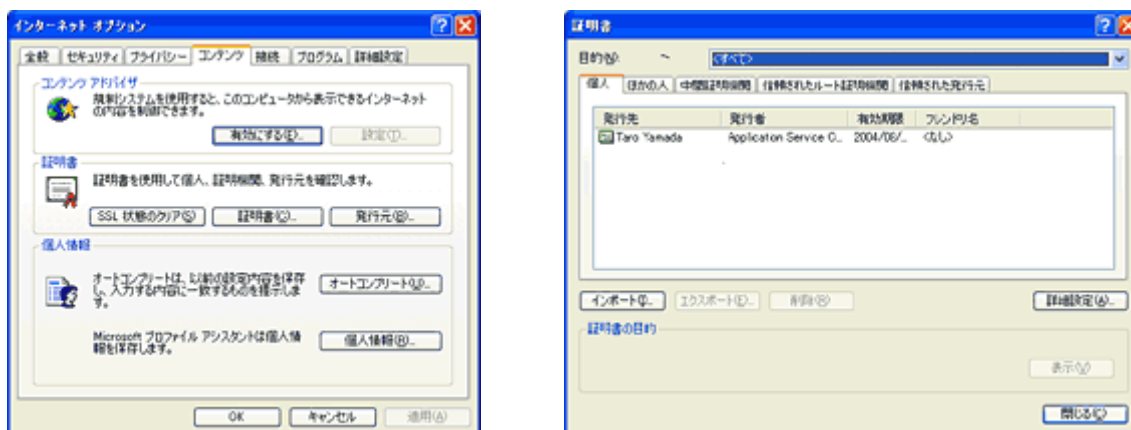 インターネット オプション
全般 セキュリティ プライバシー コンテンツ 接続 プログラム 詳細設定
コンテンツ アドバイザ
規制システムを使用すると、このコンピュータから表示できるインターネット
の内容を制御できます。
有効にする(E)... 設定(T)...
証明書
証明書を使用して個人、証明機関、発行元を確認します。
SSL 状態のクリア(S) 証明書(C)... 発行元(B)...
個人情報
オートコンプリートは、以前の設定内容を保存
し、入力する内容に一致するものを提示しま
す。
オートコンプリート(U)...
Microsoft プロファイル アシスタントは個人情
報を保存します。
個人情報(R)...
OK キャンセル 適用(A)
証明書
目的(N): <すべて>
個人 ほかの人 中間証明機関 信頼されたルート証明機関 信頼された発行元
発行先 発行者 有効期限 フレンドリ名
Taro Yamada Application Service C... 2004/06/... <なし>
インポート(I)... エクスポート(E)... 削除(R) 詳細設定(A)...
証明書の目的
表示(V)
閉じる(C)